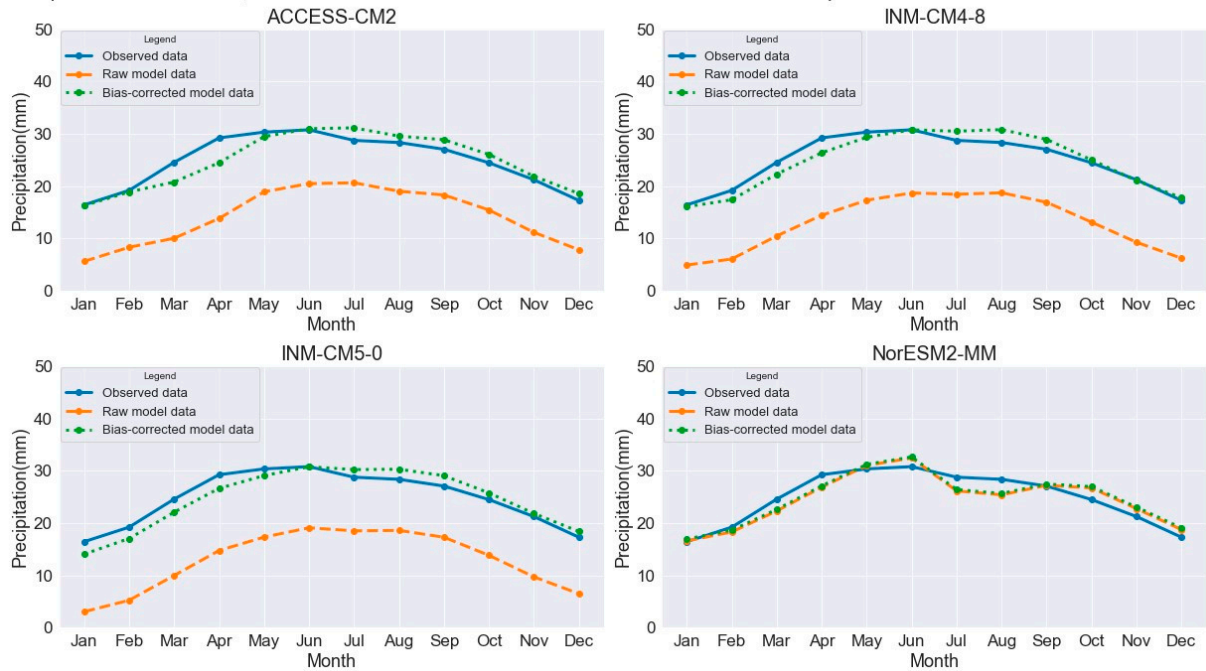 ACCESS-CM2
Precipitation(mm)
50
40
30
20
10
0
Legend
Observed data
Raw model data
Bias-corrected model data
Jan Feb Mar Apr May Jun Jul Aug Sep Oct Nov Dec
Month
INM-CM4-8
Precipitation(mm)
50
40
30
20
10
0
Legend
Observed data
Raw model data
Bias-corrected model data
Jan Feb Mar Apr May Jun Jul Aug Sep Oct Nov Dec
Month
INM-CM5-0
Precipitation(mm)
50
40
30
20
10
0
Legend
Observed data
Raw model data
Bias-corrected model data
Jan Feb Mar Apr May Jun Jul Aug Sep Oct Nov Dec
Month
NorESM2-MM
Precipitation(mm)
50
40
30
20
10
0
Legend
Observed data
Raw model data
Bias-corrected model data
Jan Feb Mar Apr May Jun Jul Aug Sep Oct Nov Dec
Month